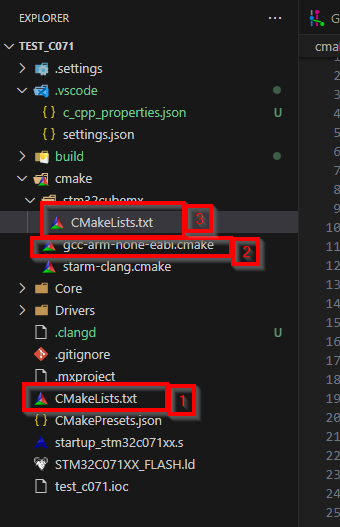 EXPLORER
TEST_C071
.settings
.vscode
c_cpp_properties.json U
settings.json
build
cmake
stm32cubemx
CMakeLists.txt 3
gcc-arm-none-eabi.cmake 2
starm-clang.cmake
Core
Drivers
.clangd U
.gitignore
.mxproject
CMakeLists.txt 1
CMakePresets.json
startup_stm32c071xx.s
STM32C071XX_FLASH.ld
test_c071.ioc
G
cma
1
2
3
4
5
6
7
8
9
10
11
12
13
14
15
16
17
18
19
20
21
22
23
24
25